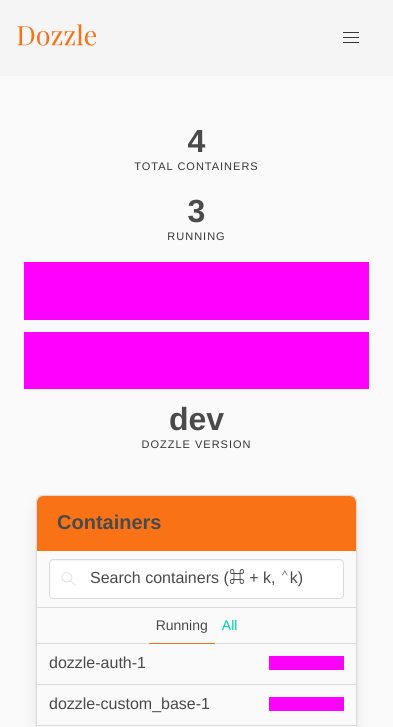 Dozzle
4
TOTAL CONTAINERS
3
RUNNING
dev
DOZZLE VERSION
Containers
Search containers (⌘ + k, ⌃k)
Running All
dozzle-auth-1
dozzle-custom_base-1